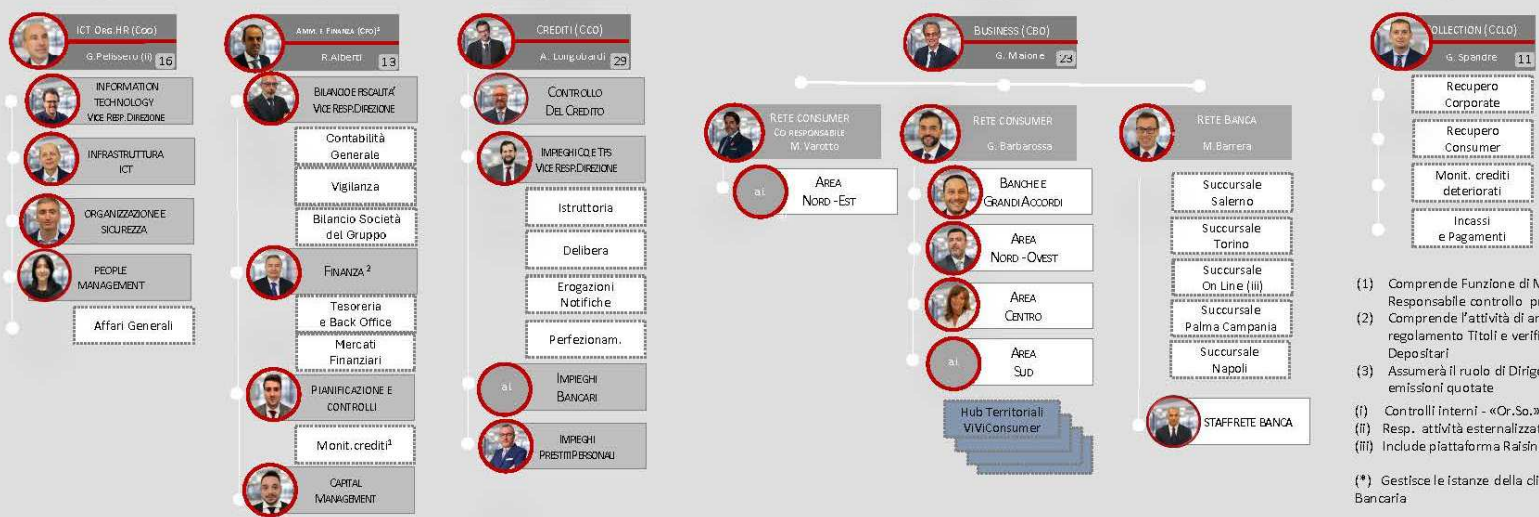 ICT ORG.HR (COO)
G.Pelissero (ii) 16
INFORMATION
TECHNOLOGY
VICE RESP.DIREZIONE
INFRASTRUTTURA
ICT
ORGANIZZAZIONE E
SICUREZZA
PEOPLE
MANAGEMENT
Affari Generali
AMM. E FINANZA (CFO)³
R.Alberti 13
BILANCIO E FISCALITA'
VICE RESP.DIREZIONE
Contabilità
Generale
Vigilanza
Bilancio Società
del Gruppo
FINANZA ²
Tesoreria
e Back Office
Mercati
Finanziari
PIANIFICAZIONE E
CONTROLLI
Monit.crediti¹
CAPITAL
MANAGEMENT
CREDITI (CCO)
A. Longobardi 29
CONTROLLO
DEL CREDITO
IMPIEGHI CQ E TFS
VICE RESP.DIREZIONE
Istruttoria
Delibera
Erogazioni
Notifiche
Perfezionam.
a.i.
IMPIEGHI
BANCARI
IMPIEGHI
PRESTITI PERSONALI
BUSINESS (CBO)
G. Maione 23
RETE CONSUMER
CO RESPONSABILE
M. Varotto
a.i.
AREA
NORD -EST
RETE CONSUMER
G. Barbarossa
BANCHE E
GRANDI ACCORDI
AREA
NORD -OVEST
AREA
CENTRO
a.i.
AREA
SUD
Hub Territoriali
ViViConsumer
RETE BANCA
M.Barrera
Succursale
Salerno
Succursale
Torino
Succursale
On Line (iii)
Succursale
Palma Campania
Succursale
Napoli
STAFF RETE BANCA
COLLECTION (CCLO)
G. Spandre 11
Recupero
Corporate
Recupero
Consumer
Monit. crediti
deteriorati
Incassi
e Pagamenti
(1) Comprende Funzione di
Responsabile controllo
(2) Comprende l'attività di
regolamento Titoli e
Depositari
(3) Assumerà il ruolo di
emissioni quotate
(i) Controlli interni - «Or.So.»
(ii) Resp. attività
(iii) Include piattaforma Raisin
(*) Gestisce le istanze della
Bancaria